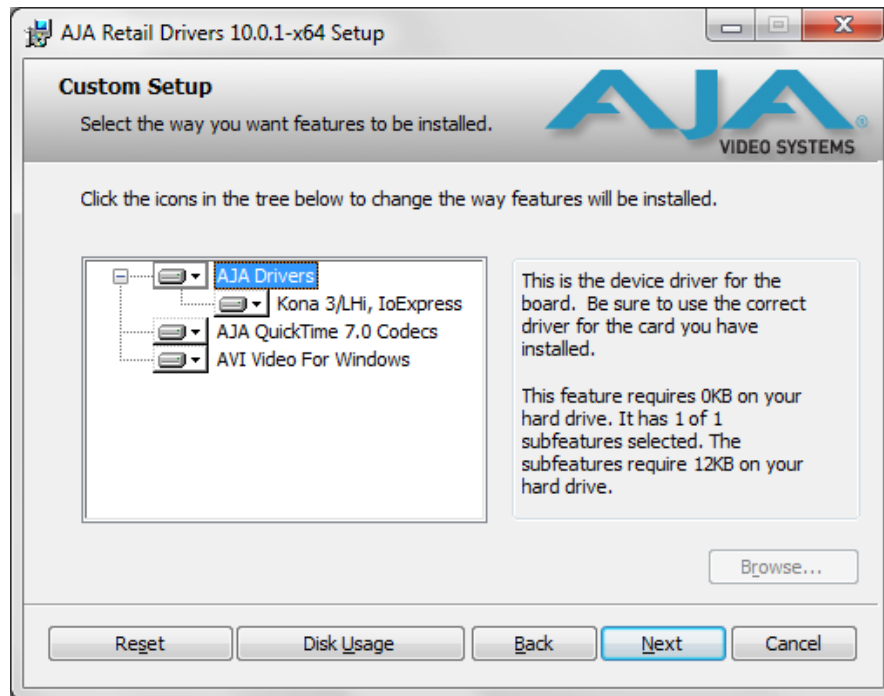 AJA Retail Drivers 10.0.1-x64 Setup
Custom Setup
Select the way you want features to be installed.
AJA
VIDEO SYSTEMS
Click the icons in the tree below to change the way features will be installed.
AJA Drivers
Kona 3/LHi, IoExpress
AJA QuickTime 7.0 Codecs
AVI Video For Windows
This is the device driver for the
board. Be sure to use the correct
driver for the card you have
installed.
This feature requires 0KB on your
hard drive. It has 1 of 1
subfeatures selected. The
subfeatures require 12KB on your
hard drive.
Browse...
Reset
Disk Usage
Back
Next
Cancel